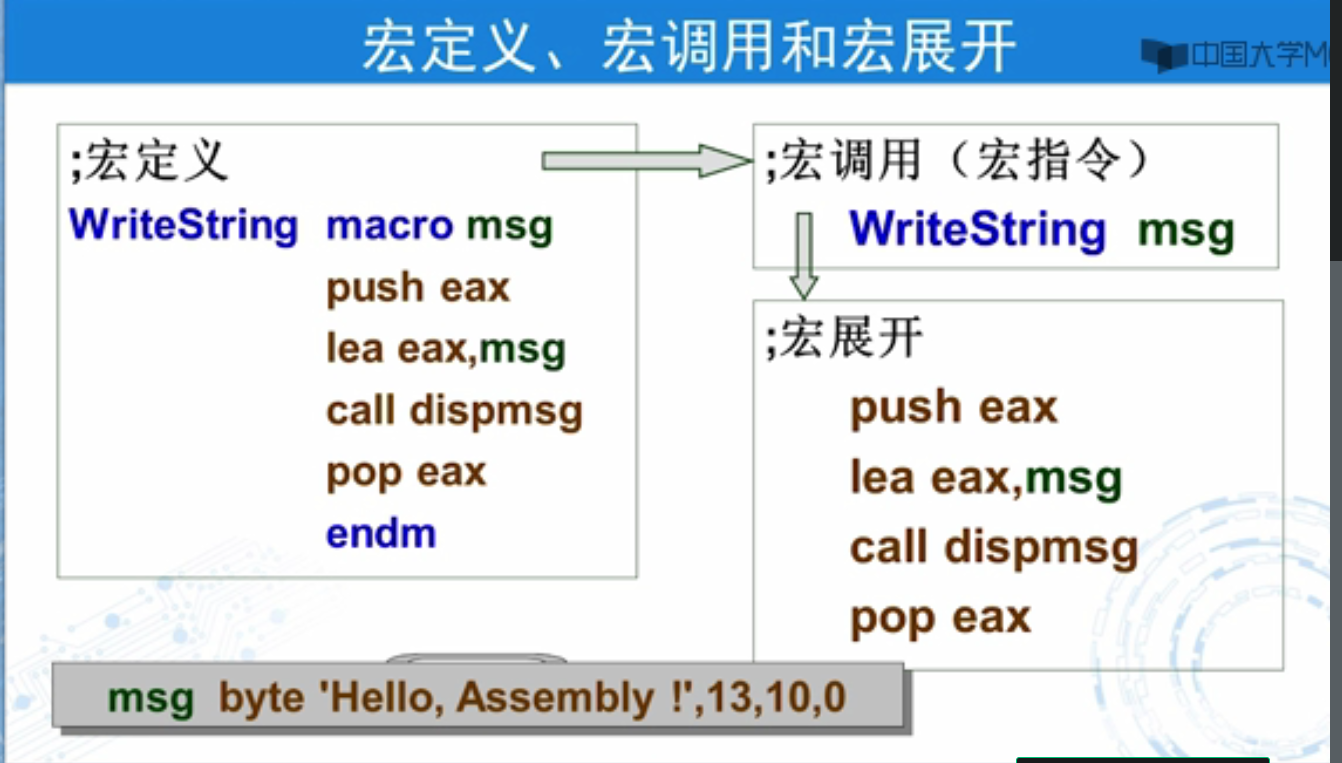 宏定义、宏调用和宏展开
中国大学M
;宏定义
WriteString macro msg
push eax
lea eax,msg
call dispmsg
pop eax
endm
;宏调用（宏指令）
WriteString msg
;宏展开
push eax
lea eax,msg
call dispmsg
pop eax
msg byte 'Hello, Assembly !',13,10,0